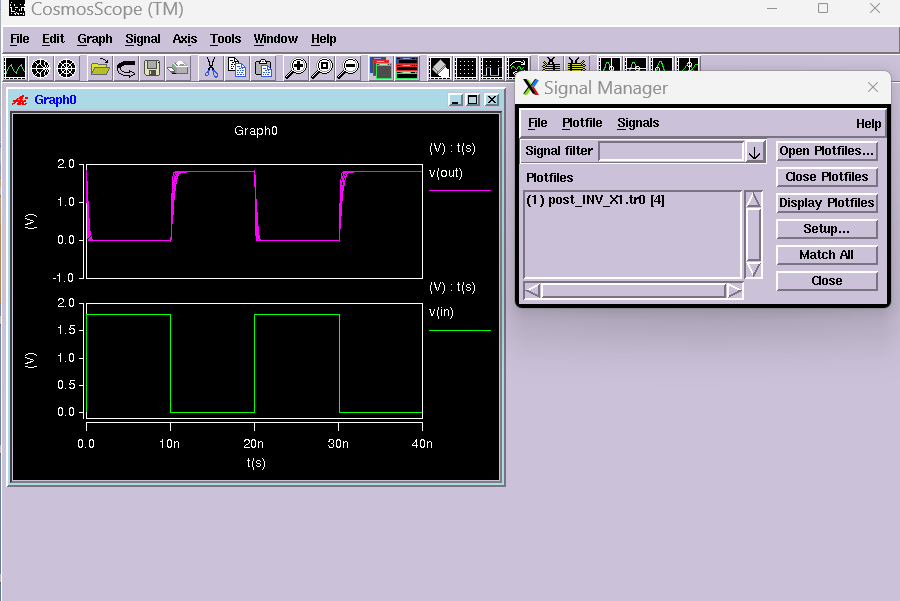 CosmosScope (TM)
File Edit Graph Signal Axis Tools Window Help
Graph0
Graph0
(V) : t(s)
v(out)
2.0
1.0
0.0
-1.0
(V)
(V) : t(s)
v(in)
2.0
1.5
1.0
0.5
0.0
(V)
0.0 10n 20n 30n 40n
t(s)
Signal Manager
File Plotfile Signals Help
Signal filter
Open Plotfiles...
Plotfiles
Close Plotfiles
(1) post_INV_X1.tr0 [4]
Display Plotfiles
Setup...
Match All
Close